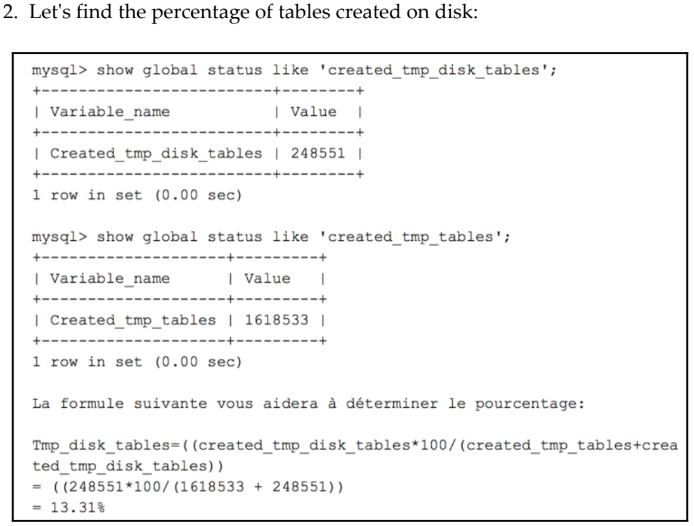 2. Let's find the percentage of tables created on disk:
mysql> show global status like 'created_tmp_disk_tables';
+-------------------------+--------+
| Variable_name | Value |
+-------------------------+--------+
| Created_tmp_disk_tables | 248551 |
+-------------------------+--------+
1 row in set (0.00 sec)
mysql> show global status like 'created_tmp_tables';
+--------------------+---------+
| Variable_name | Value |
+--------------------+---------+
| Created_tmp_tables | 1618533 |
+--------------------+---------+
1 row in set (0.00 sec)
La formule suivante vous aidera à déterminer le pourcentage:
Tmp_disk_tables=((created_tmp_disk_tables*100/(created_tmp_tables+crea
ted_tmp_disk_tables))
= ((248551*100/(1618533 + 248551))
= 13.31%